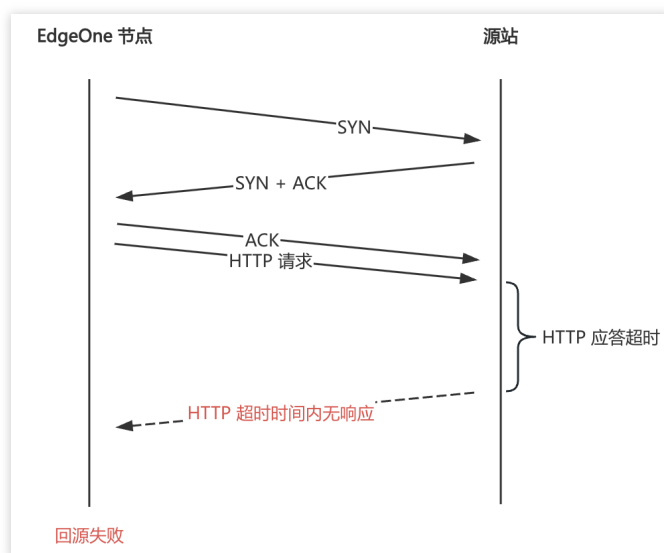 EdgeOne 节点
源站
SYN
SYN + ACK
ACK
HTTP 请求
HTTP 应答超时
HTTP 超时时间内无响应
回源失败